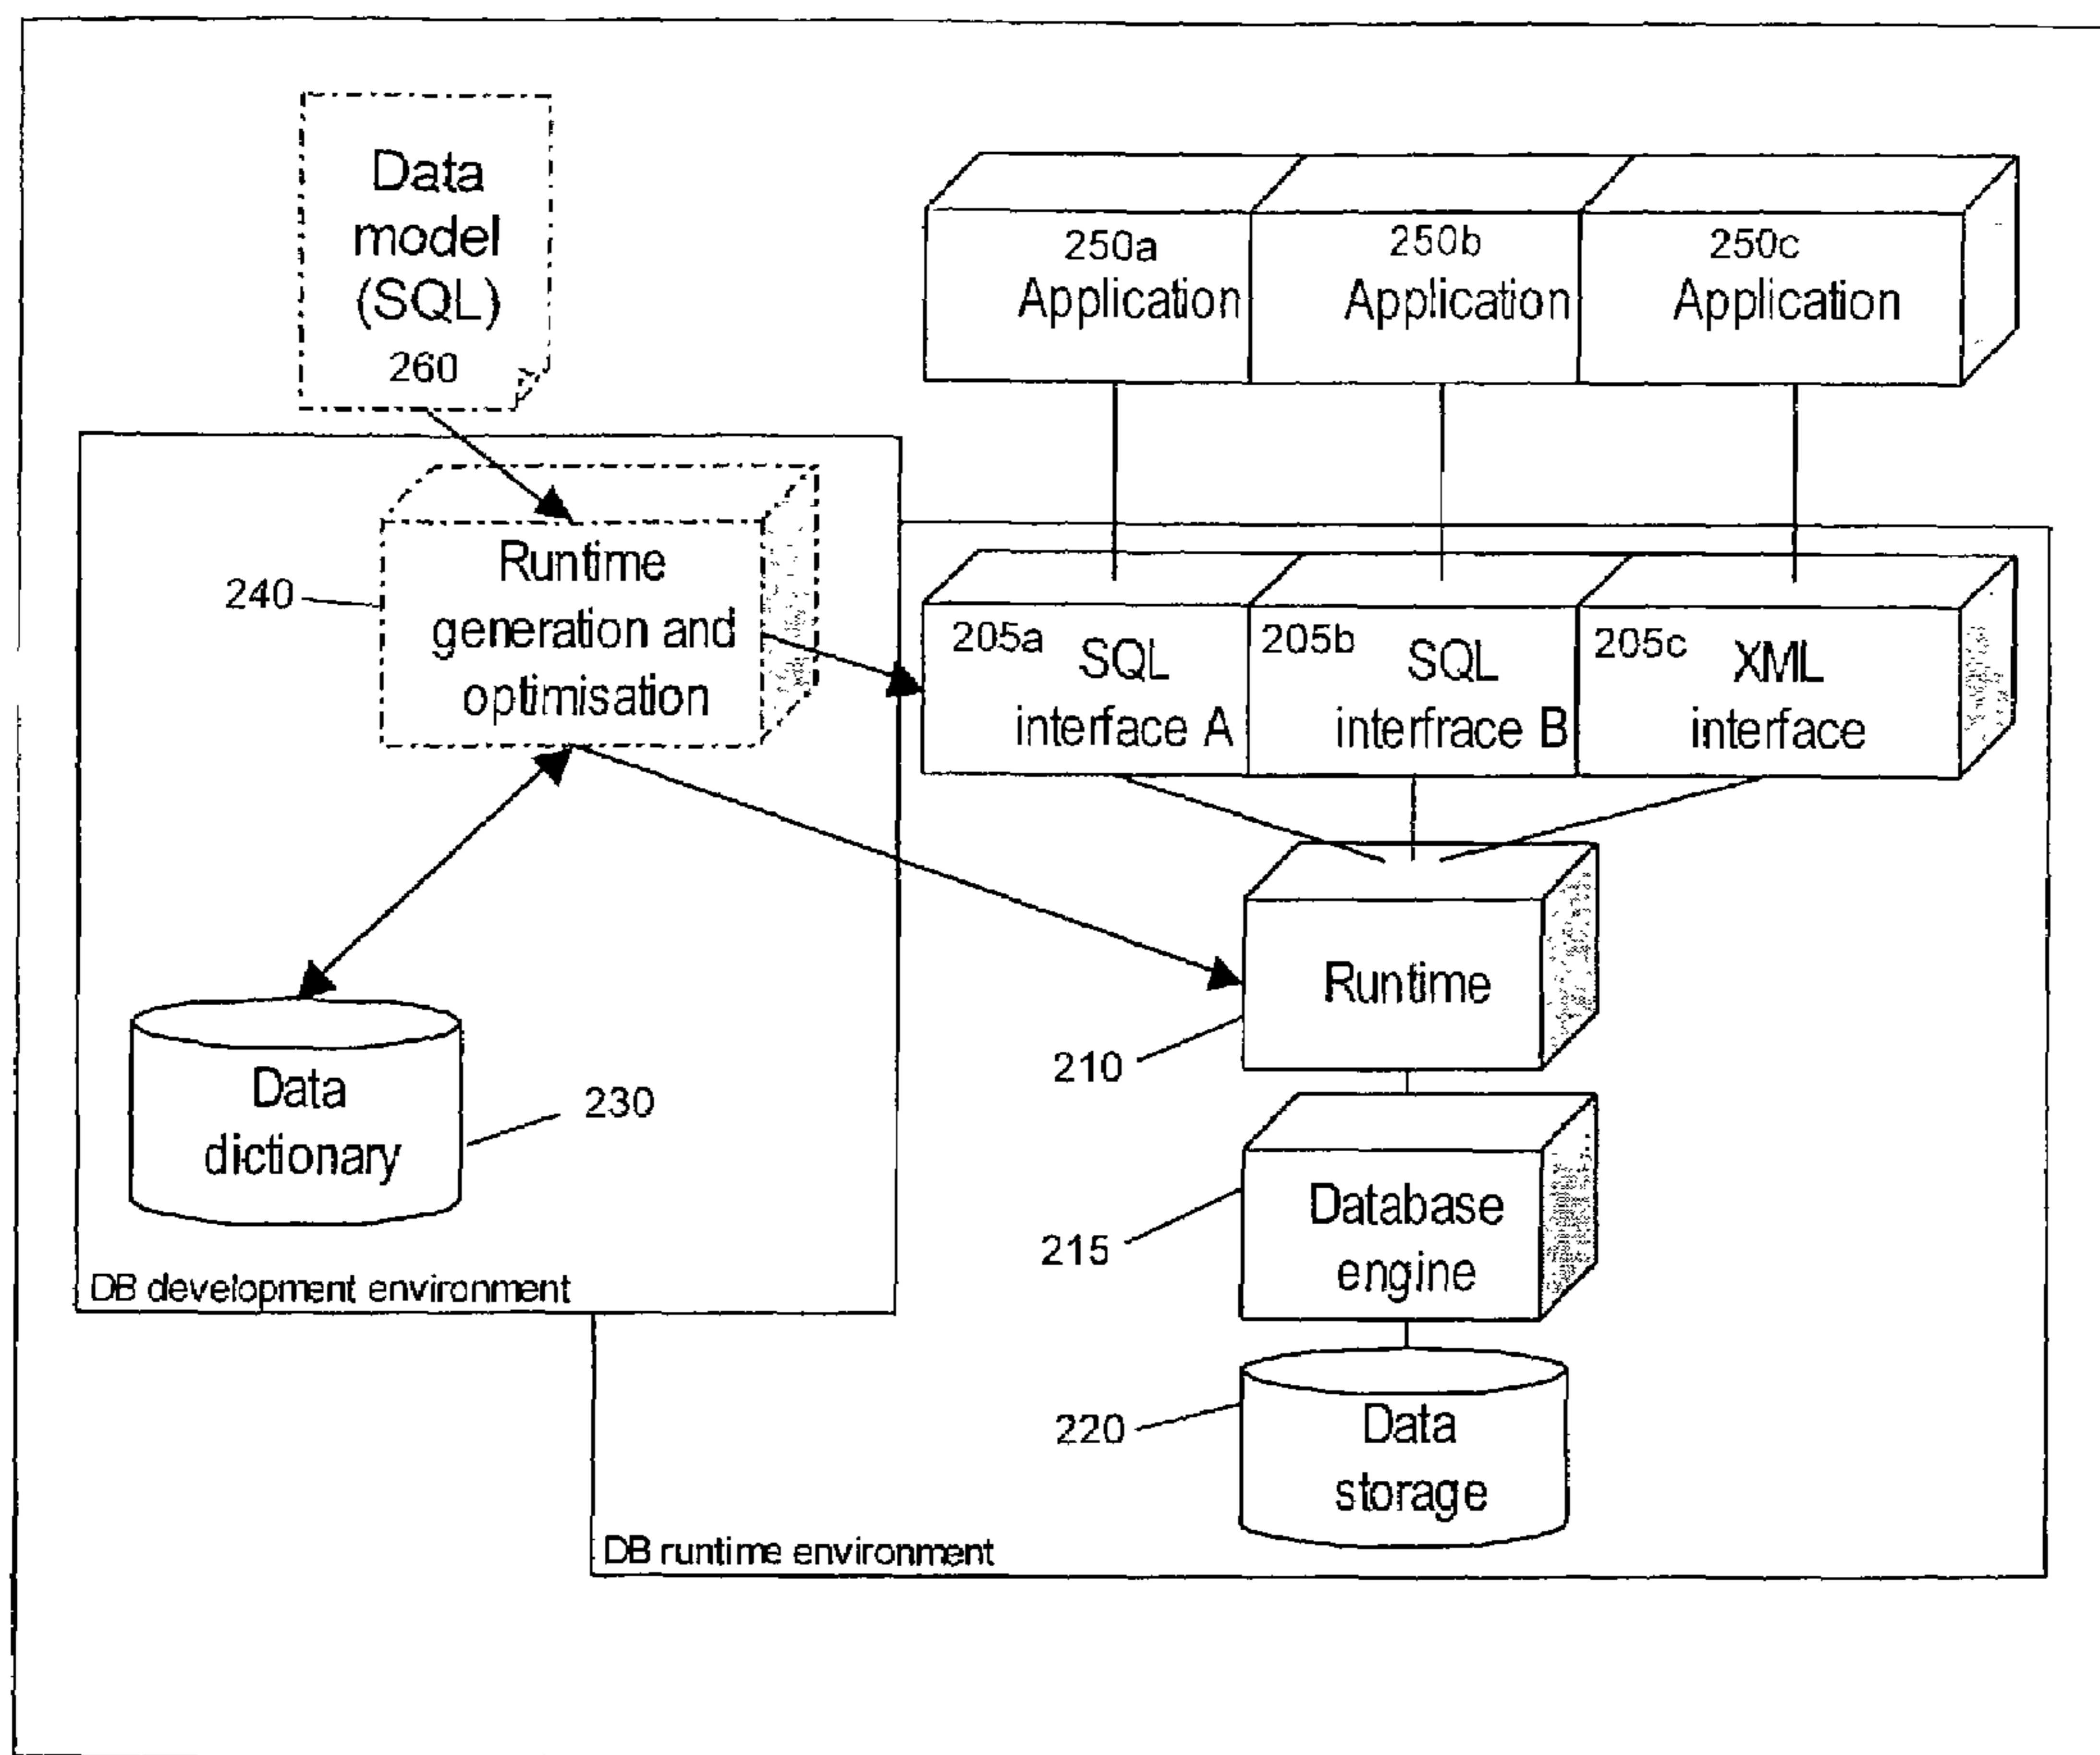 Data
model
(SQL)
260
250a
Application
250b
Application
250c
Application
240
Runtime
generation and
optimisation
205a
SQL
interface A
205b
SQL
interfrace B
205c
XML
interface
Runtime
210
Data
dictionary
230
Database
engine
215
DB development environment
220
Data
storage
DB runtime environment